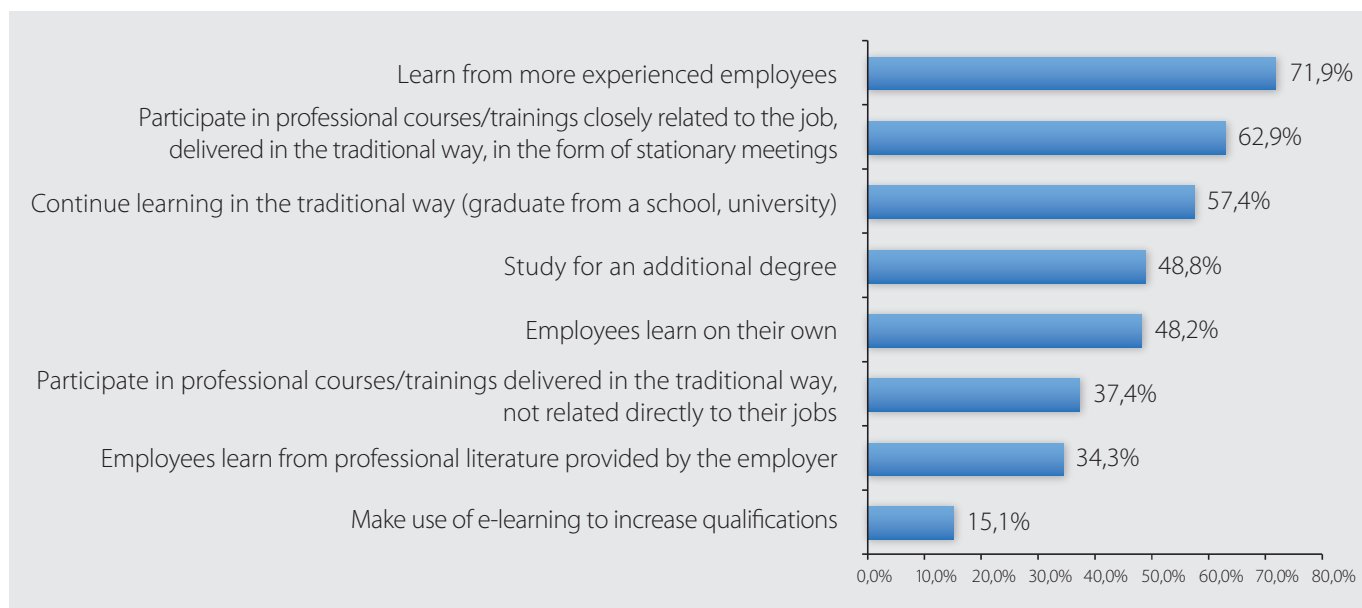 Learn from more experienced employees
71,9%
Participate in professional courses/trainings closely related to the job,
delivered in the traditional way, in the form of stationary meetings
62,9%
Continue learning in the traditional way (graduate from a school, university)
57,4%
Study for an additional degree
48,8%
Employees learn on their own
48,2%
Participate in professional courses/trainings delivered in the traditional way,
not related directly to their jobs
37,4%
Employees learn from professional literature provided by the employer
34,3%
Make use of e-learning to increase qualifications
15,1%
0,0% 10,0% 20,0% 30,0% 40,0% 50,0% 60,0% 70,0% 80,0%